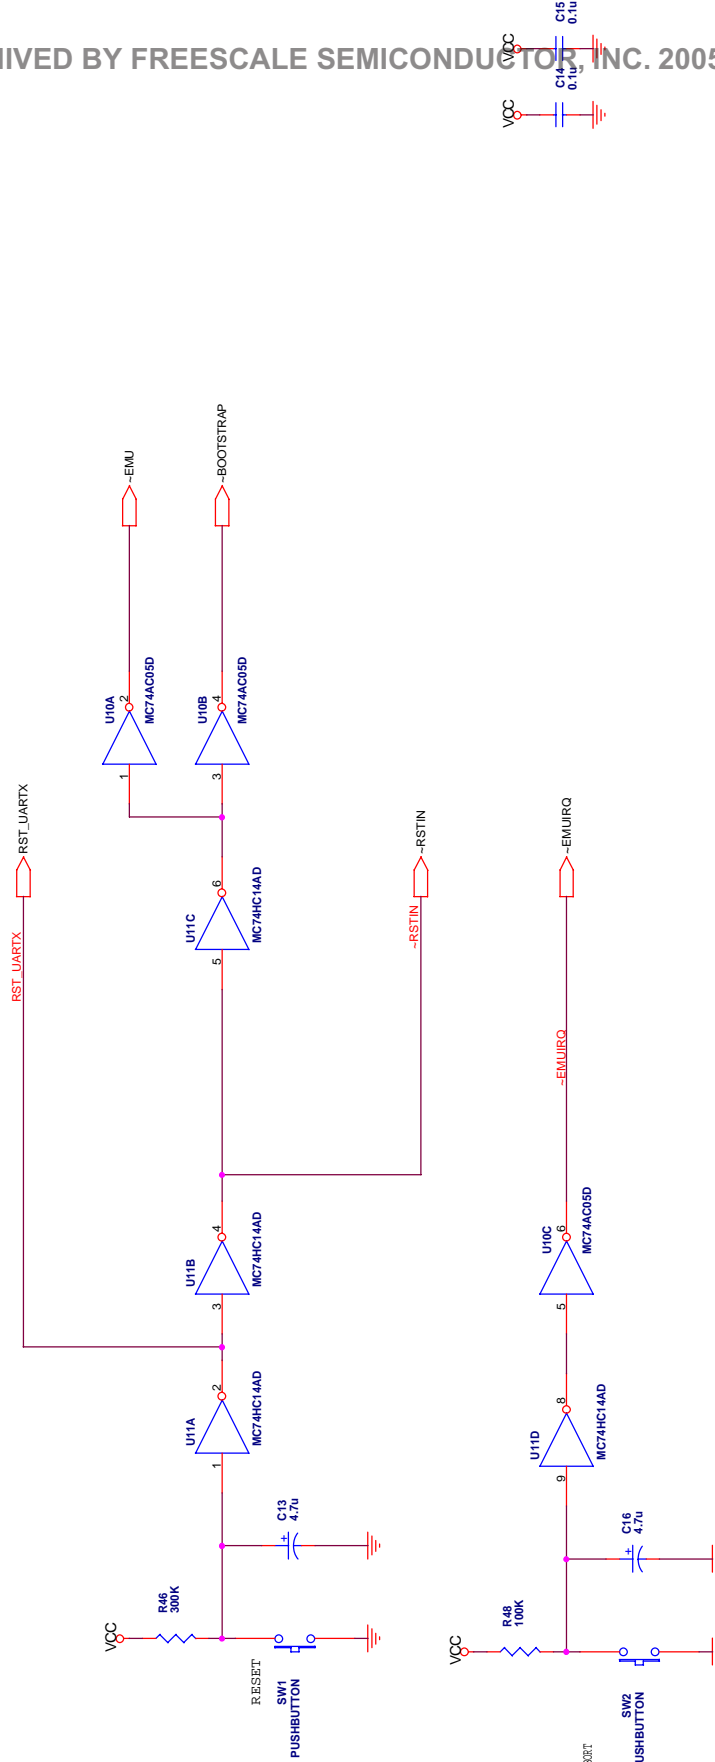 C15
0.1u
VCC
HIVED BY FREESCALE SEMICONDUCTOR, INC. 2005
C14
0.1u
VCC
~EMU
~BOOTSTRAP
U10A
2
MC74AC05D
1
U10B
4
MC74AC05D
3
RST_UARTX
RST_UARTX
U11C
6
MC74HC14AD
5
~RSTIN
~RSTIN
~EMUIRQ
~EMUIRQ
U11B
4
MC74HC14AD
3
U10C
6
MC74AC05D
5
U11A
2
MC74HC14AD
1
U11D
8
MC74HC14AD
9
C13
4.7u
+
C16
4.7u
+
R46
300K
VCC
R48
100K
VCC
RESET
SW1
PUSHBUTTON
SW2
USHBUTTON
ORT